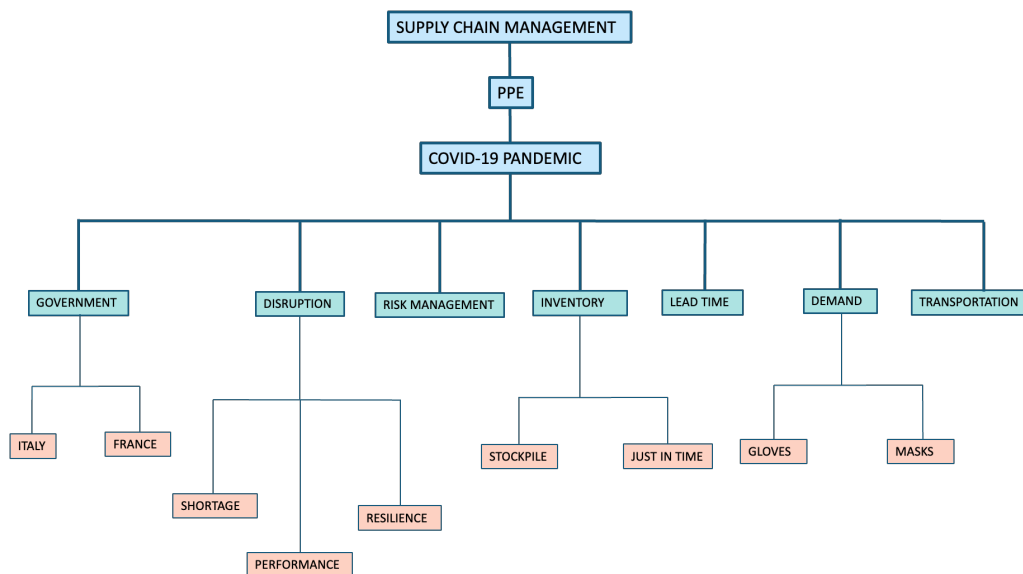 SUPPLY CHAIN MANAGEMENT
PPE
COVID-19 PANDEMIC
GOVERNMENT
DISRUPTION
RISK MANAGEMENT
INVENTORY
LEAD TIME
DEMAND
TRANSPORTATION
ITALY
FRANCE
STOCKPILE
JUST IN TIME
GLOVES
MASKS
SHORTAGE
RESILIENCE
PERFORMANCE